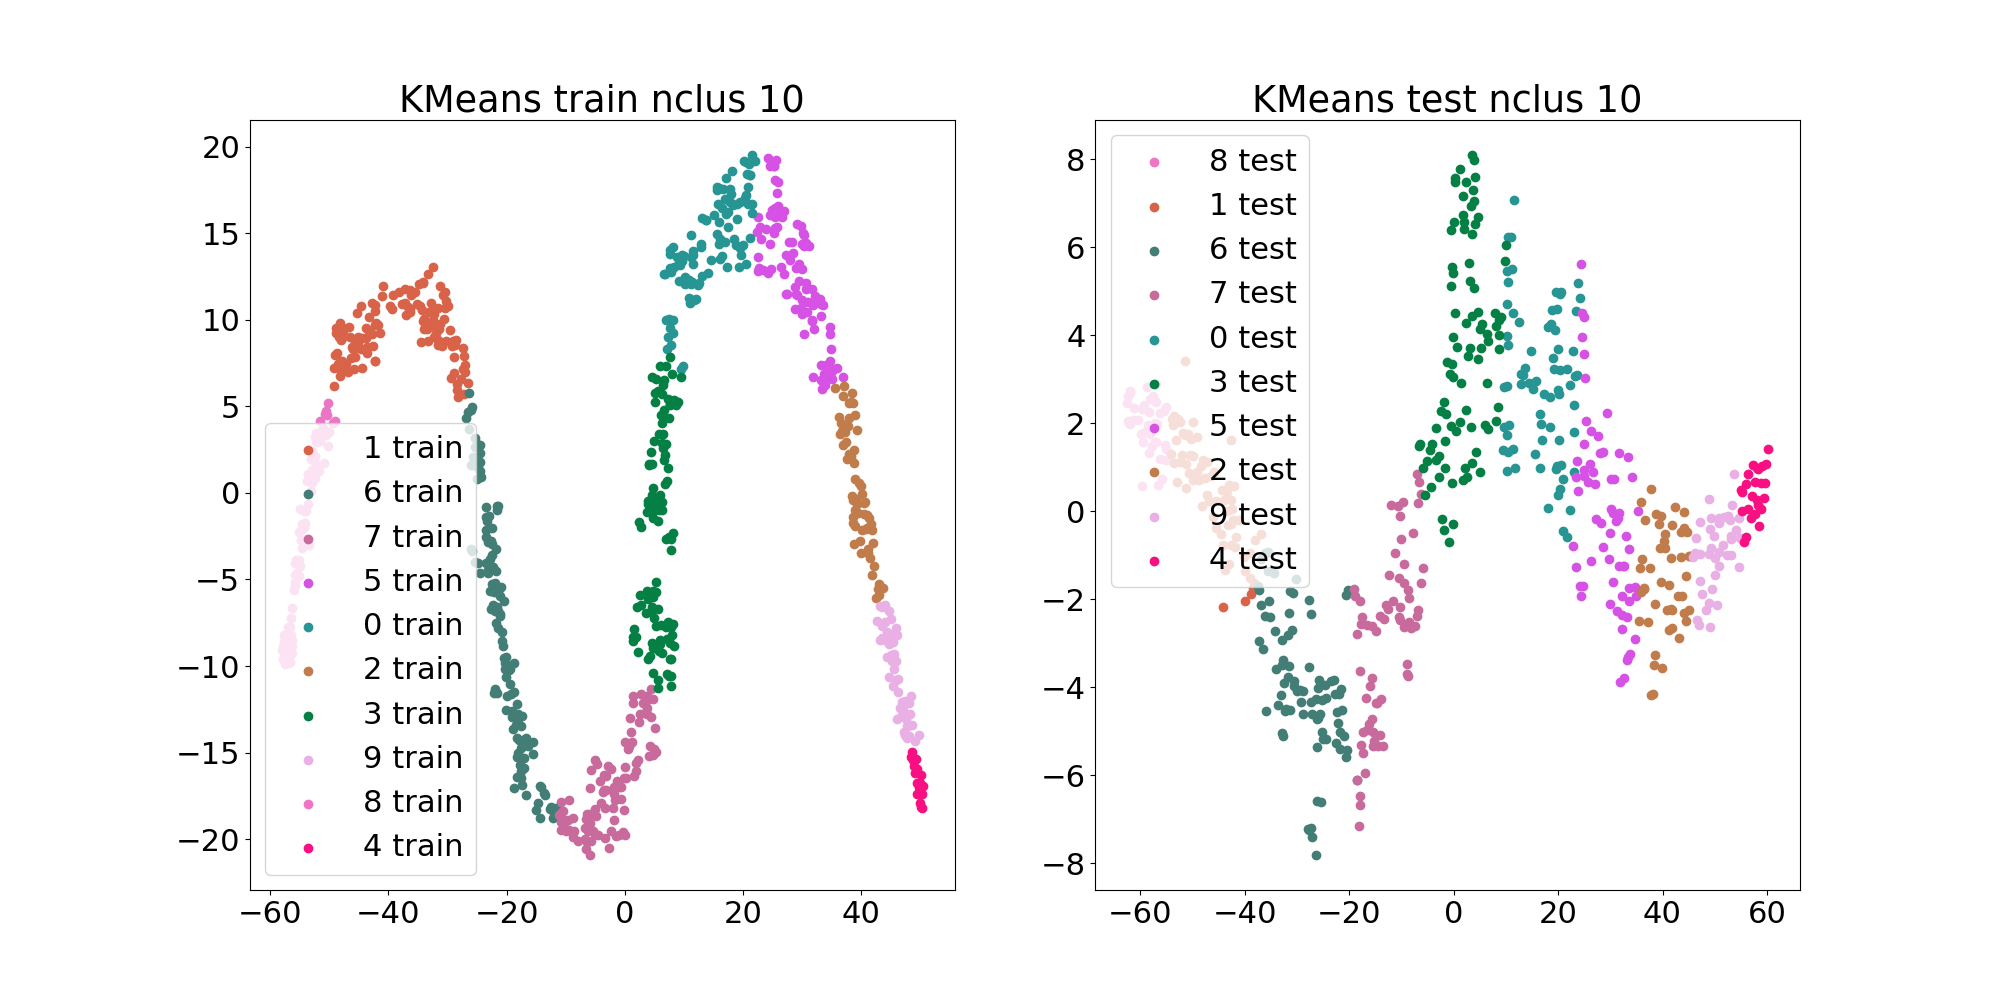 KMeans train nclus 10
20
15
10
5
0
−5
−10
−15
−20
1 train
6 train
7 train
5 train
0 train
2 train
3 train
9 train
8 train
4 train
−60 −40 −20 0 20 40
KMeans test nclus 10
8
6
4
2
0
−2
−4
−6
−8
8 test
1 test
6 test
7 test
0 test
3 test
5 test
2 test
9 test
4 test
−60 −40 −20 0 20 40 60